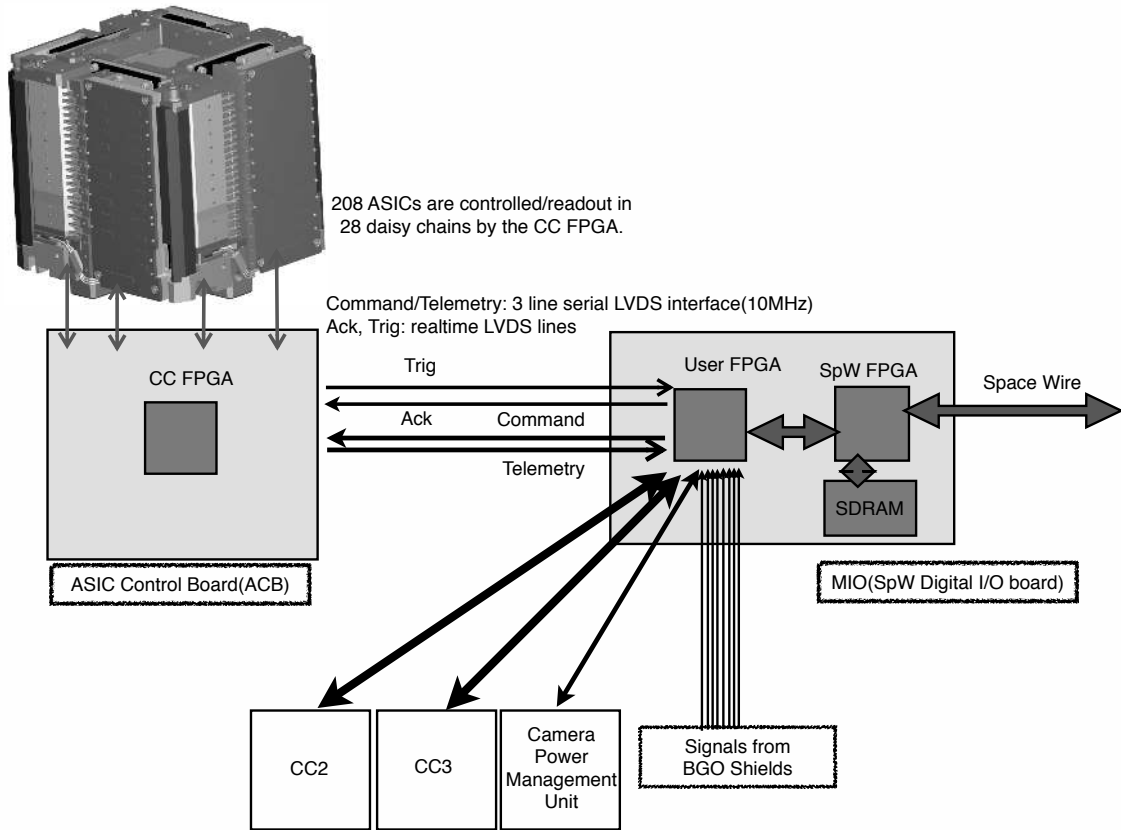 208 ASICs are controlled/readout in
28 daisy chains by the CC FPGA.
Command/Telemetry: 3 line serial LVDS interface(10MHz)
Ack, Trig: realtime LVDS lines
CC FPGA
Trig
User FPGA
SpW FPGA
Space Wire
Ack
Command
Telemetry
SDRAM
ASIC Control Board(ACB)
MIO(SpW Digital I/O board)
CC2
CC3
Camera
Power
Management
Unit
Signals from
BGO Shields